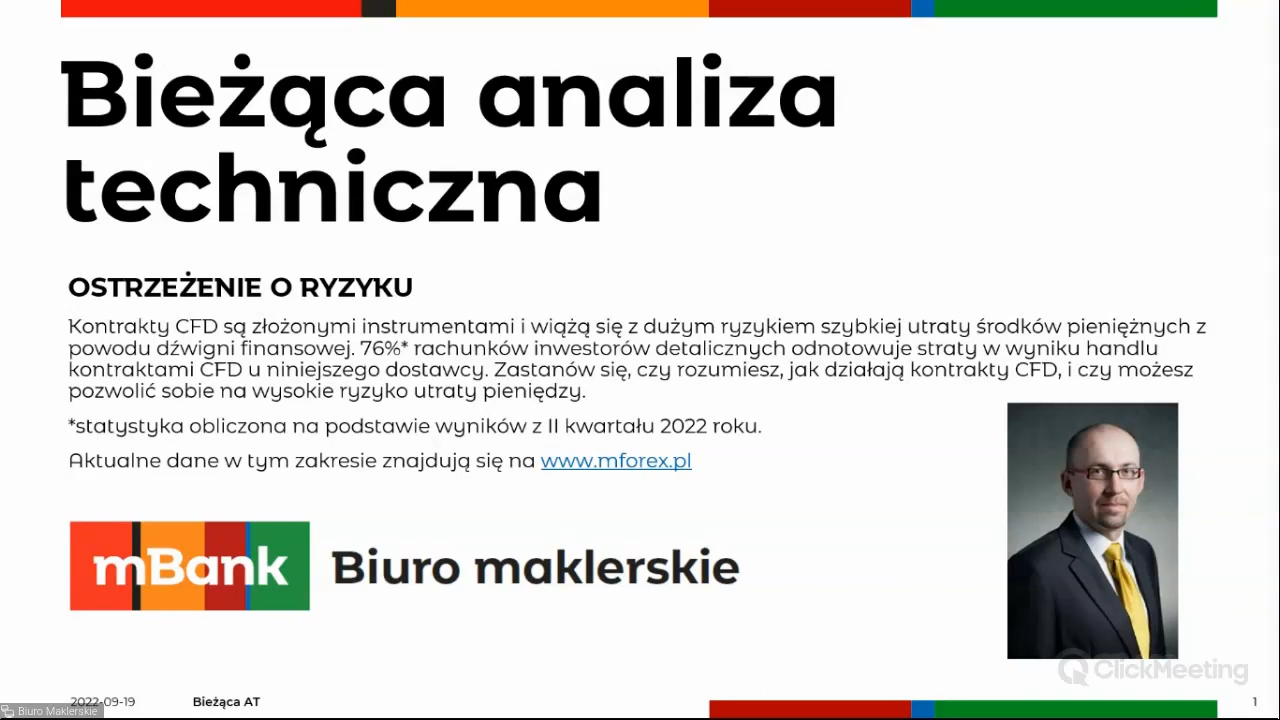 Bieżąca analiza
techniczna
OSTRZEŻENIE O RYZYKU
Kontrakty CFD są złożonymi instrumentami i wiążą się z dużym ryzykiem szybkiej utraty środków pieniężnych z
powodu dźwigni finansowej. 76%* rachunków inwestorów detalicznych odnotowuje straty w wyniku handlu
kontraktami CFD u niniejszego dostawcy. Zastanów się, czy rozumiesz, jak działają kontrakty CFD, i czy możesz
pozwolić sobie na wysokie ryzyko utraty pieniędzy.
*statystyka obliczona na podstawie wyników z II kwartału 2022 roku.
Aktualne dane w tym zakresie znajdują się na www.mforex.pl
mBank Biuro maklerskie
ClickMeeting
2022-09-19 Bieżąca AT 1
Biuro Maklerskie